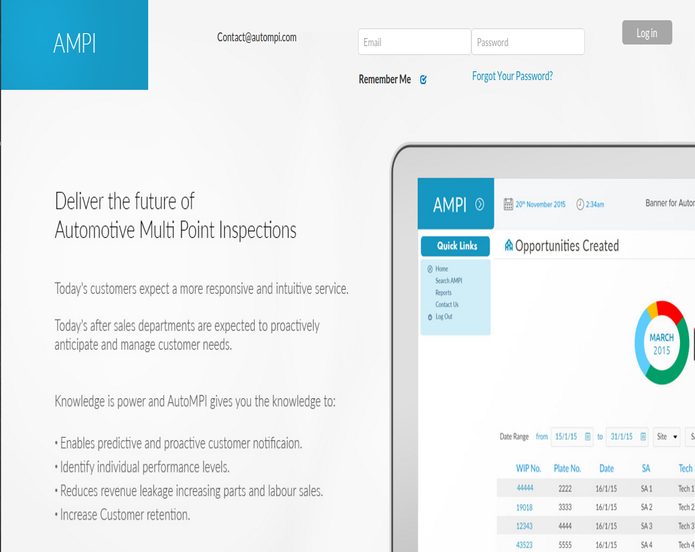 AMPI
Contact@autompi.com
Email
Password
Log in
Remember Me
Forgot Your Password?
Deliver the future of
Automotive Multi Point Inspections
Today's customers expect a more responsive and intuitive service.
Today's after sales departments are expected to proactively
anticipate and manage customer needs.
Knowledge is power and AutoMPI gives you the knowledge to:
• Enables predictive and proactive customer notificaion.
• Identify individual performance levels.
• Reduces revenue leakage increasing parts and labour sales.
• Increase Customer retention.
AMPI
20th November 2015
2:34am
Banner for Autor
Quick Links
Opportunities Created
Home
Search AMPI
Reports
Contact Us
Log Out
MARCH
2015
Date Range from 15/1/15 to 31/1/15 Site
WIP No. Plate No. Date SA Tech
44444 2222 16/1/15 SA 1 Tech 1
19018 3333 16/1/15 SA 2 Tech 2
12343 4444 16/1/15 SA 3 Tech 3
43523 5555 16/1/15 SA 4 Tech 4